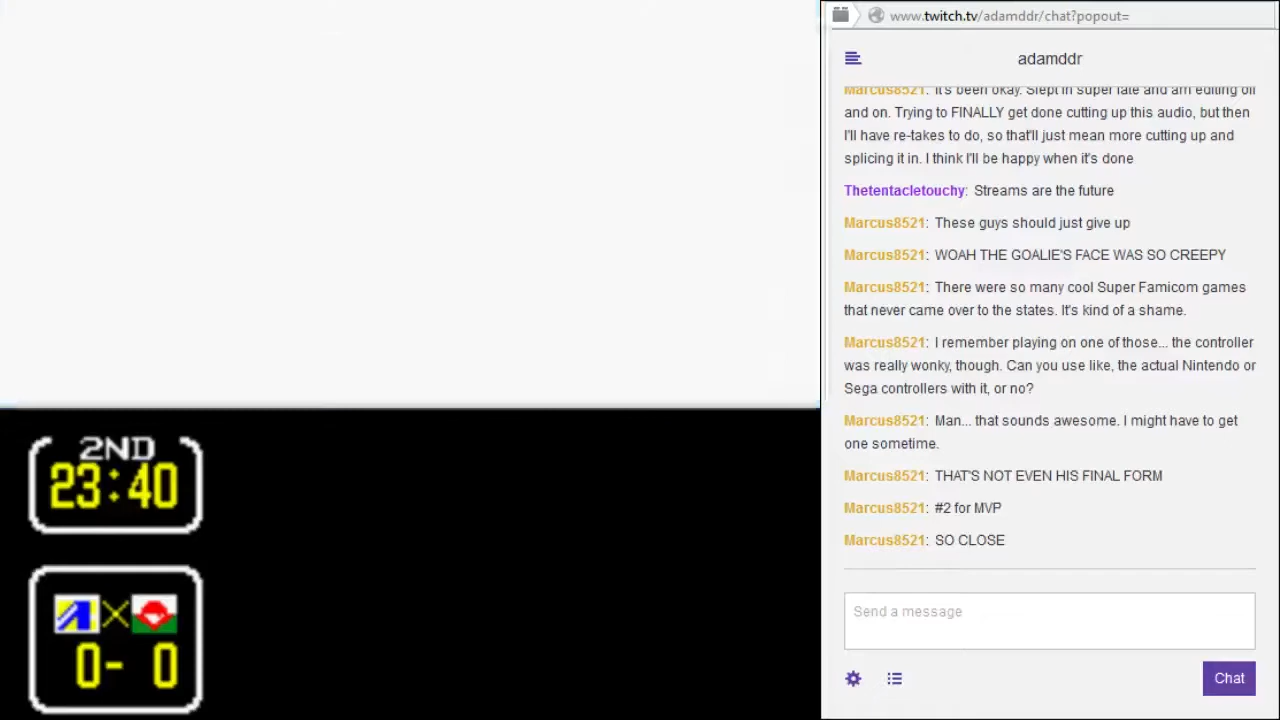 www.twitch.tv/adamddr/chat?popout=
adamddr
Marcus8521: It's been okay. Slept in super late and am editing off
and on. Trying to FINALLY get done cutting up this audio, but then
I'll have re-takes to do, so that'll just mean more cutting up and
splicing it in. I think I'll be happy when it's done
Thetentacletouchy: Streams are the future
Marcus8521: These guys should just give up
Marcus8521: WOAH THE GOALIE'S FACE WAS SO CREEPY
Marcus8521: There were so many cool Super Famicom games
that never came over to the states. It's kind of a shame.
Marcus8521: I remember playing on one of those... the controller
was really wonky, though. Can you use like, the actual Nintendo or
Sega controllers with it, or no?
Marcus8521: Man... that sounds awesome. I might have to get
one sometime.
Marcus8521: THAT'S NOT EVEN HIS FINAL FORM
Marcus8521: #2 for MVP
Marcus8521: SO CLOSE
Send a message
Chat
2ND
23:40
0- 0